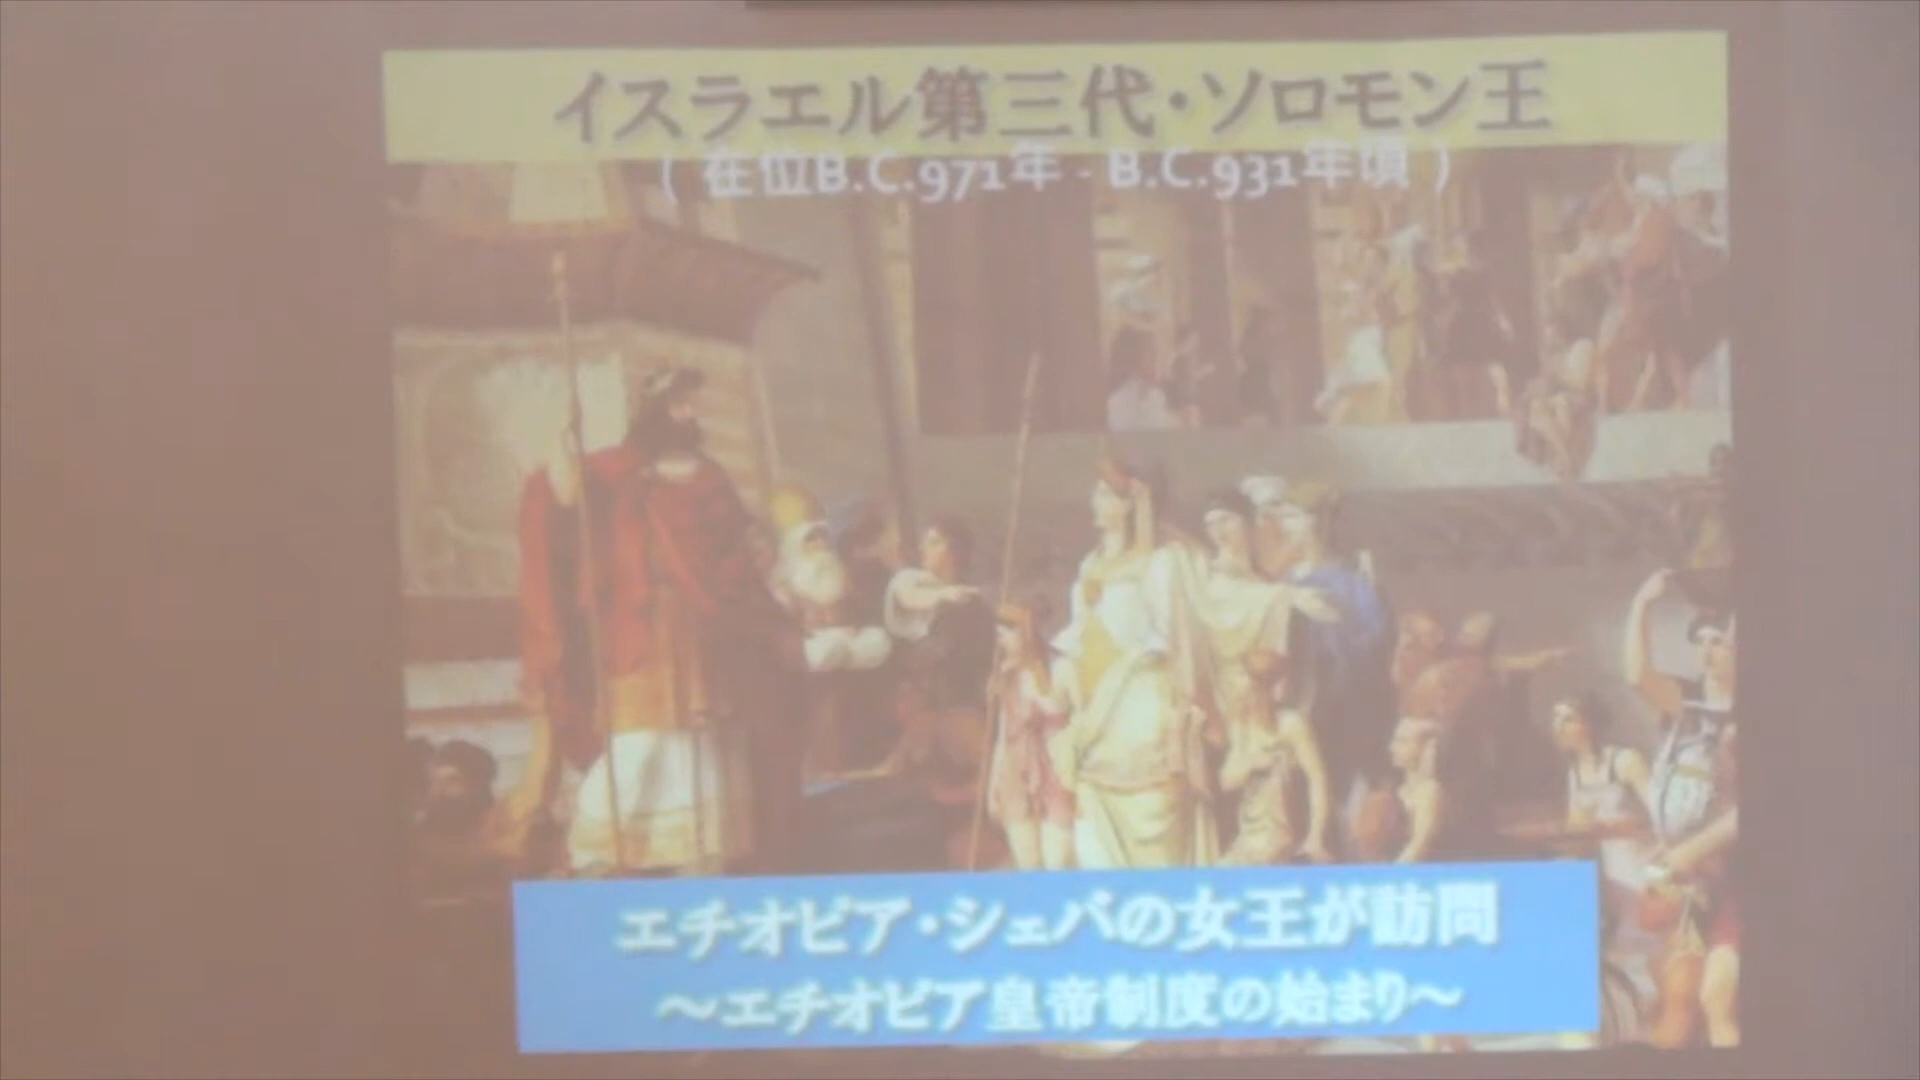 イスラエル第三代・ソロモン王
( 在位B.C.971年 - B.C.931年頃 )
エチオピア・シェバの女王が訪問
～エチオピア皇帝制度の始まり～